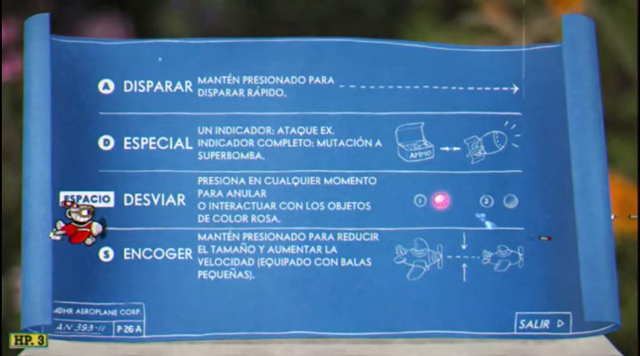 A DISPARAR MANTÉN PRESIONADO PARA
DISPARAR RÁPIDO.
D ESPECIAL UN INDICADOR: ATAQUE EX.
INDICADOR COMPLETO: MUTACIÓN A
SUPERBOMBA.
AMMO
ESPACIO DESVIAR PRESIONA EN CUALQUIER MOMENTO
PARA ANULAR
O INTERACTUAR CON LOS OBJETOS
DE COLOR ROSA.
1 2
S ENCOGER MANTÉN PRESIONADO PARA REDUCIR
EL TAMAÑO Y AUMENTAR LA
VELOCIDAD (EQUIPADO CON BALAS
PEQUEÑAS).
MDHR AEROPLANE CORP.
AN 393-11 P-26-A
SALIR
HP. 3